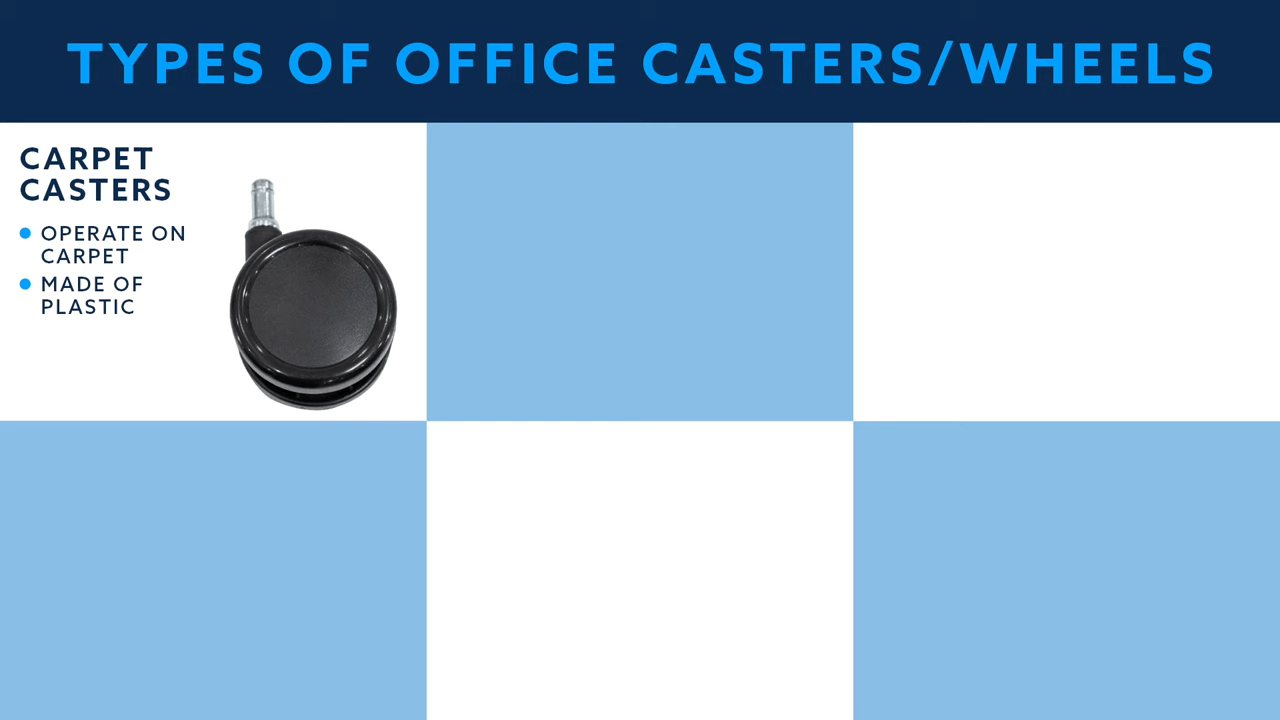 TYPES OF OFFICE CASTERS/WHEELS
CARPET
CASTERS
OPERATE ON
CARPET
MADE OF
PLASTIC